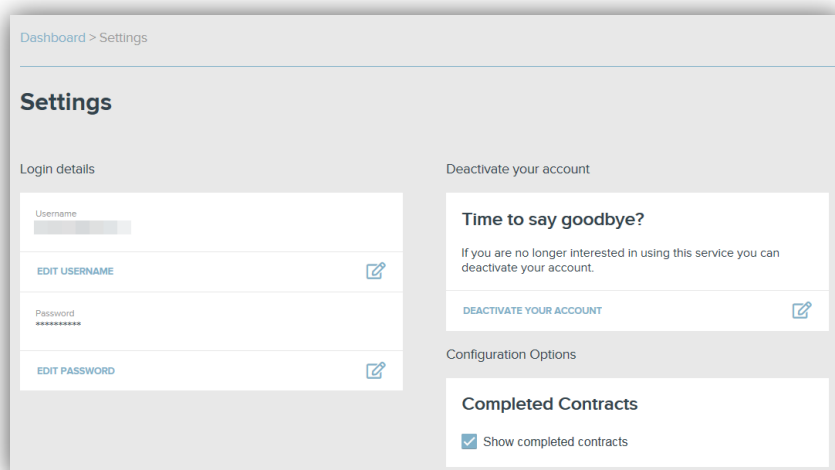 Dashboard > Settings
Settings
Login details
Username
EDIT USERNAME
Password
**********
EDIT PASSWORD
Deactivate your account
Time to say goodbye?
If you are no longer interested in using this service you can
deactivate your account.
DEACTIVATE YOUR ACCOUNT
Configuration Options
Completed Contracts
Show completed contracts